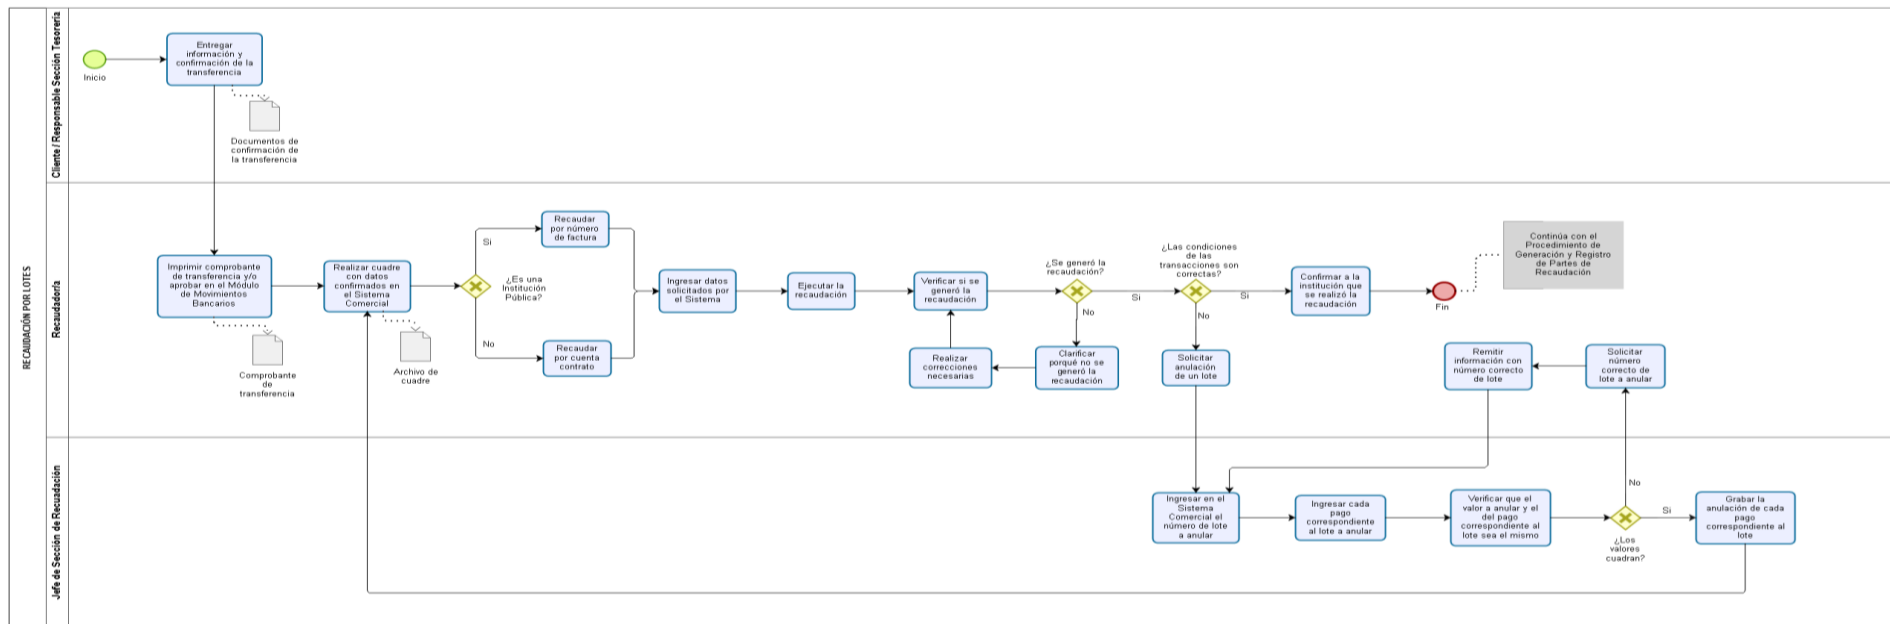 RECAUDACIÓN POR LOTES
Cliente / Responsable Sección Tesorería
Inicio
Entregar
información y
confirmación de la
transferencia
Documentos de
confirmación de
la transferencia
Recaudador/a
Imprimir comprobante
de transferencia y/o
aprobar en el Módulo
de Movimientos
Bancarios
Comprobante
de
transferencia
Realizar cuadre
con datos
confirmados en
el Sistema
Comercial
Archivo de
cuadre
¿Es una
Institución
Pública?
Si
No
Recaudar
por número
de factura
Recaudar
por cuenta
contrato
Ingresar datos
solicitados por
el Sistema
Ejecutar la
recaudación
Verificar si se
generó la
recaudación
¿Se generó la
recaudación?
Si
No
Clarificar
porqué no se
generó la
recaudación
Realizar
correcciones
necesarias
¿Las condiciones
de las
transacciones son
correctas?
Si
No
Solicitar
anulación
de un lote
Confirmar a la
institución que
se realizó la
recaudación
Fin
Continúa con el
Procedimiento de
Generación y Registro
de Partes de
Recaudación
Remitir
información con
número correcto
de lote
Solicitar
número
correcto de
lote a anular
Jefe de Sección de Recuadación
Ingresar en el
Sistema
Comercial el
número de lote
a anular
Ingresar cada
pago
correspondiente
al lote a anular
Verificar que el
valor a anular y el
del pago
correspondiente al
lote sea el mismo
¿Los
valores
cuadran?
No
Si
Grabar la
anulación de cada
pago
correspondiente al
lote